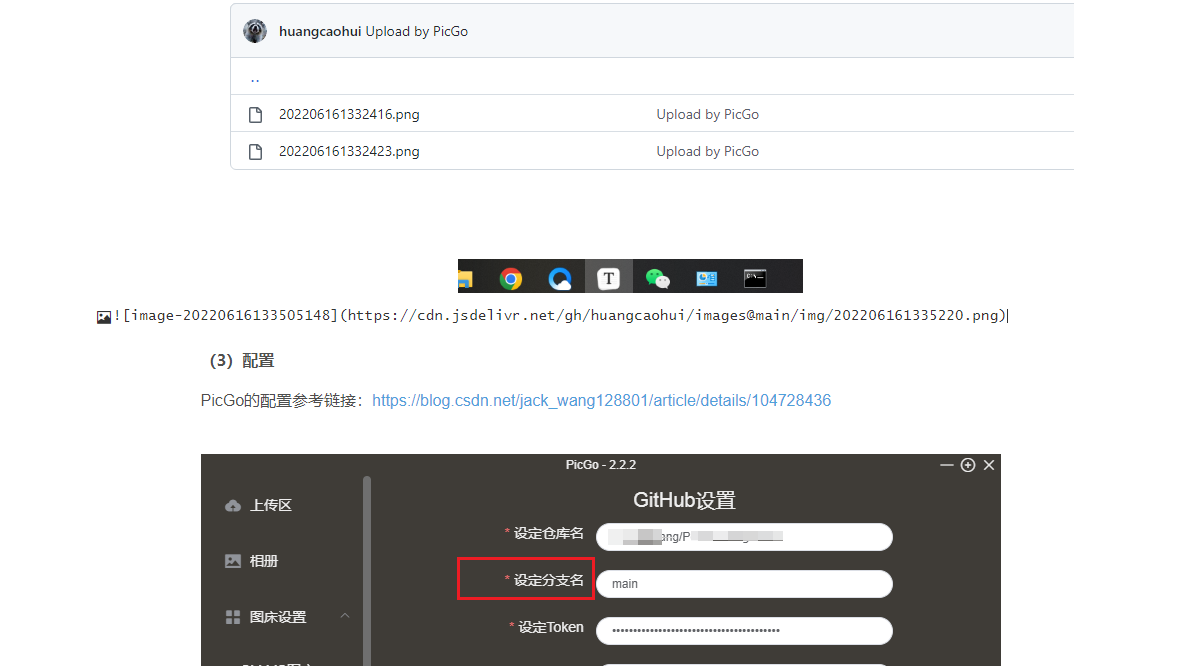 huangcaohui Upload by PicGo
..
202206161332416.png Upload by PicGo
202206161332423.png Upload by PicGo
T
![image-20220616133505148](https://cdn.jsdelivr.net/gh/huangcaohui/images@main/img/202206161335220.png)
（3）配置
PicGo的配置参考链接：https://blog.csdn.net/jack_wang128801/article/details/104728436
PicGo - 2.2.2
上传区
GitHub设置
* 设定仓库名 ang/P
相册
* 设定分支名 main
图床设置
* 设定Token ••••••••••••••••••••••••••••••••••••••••